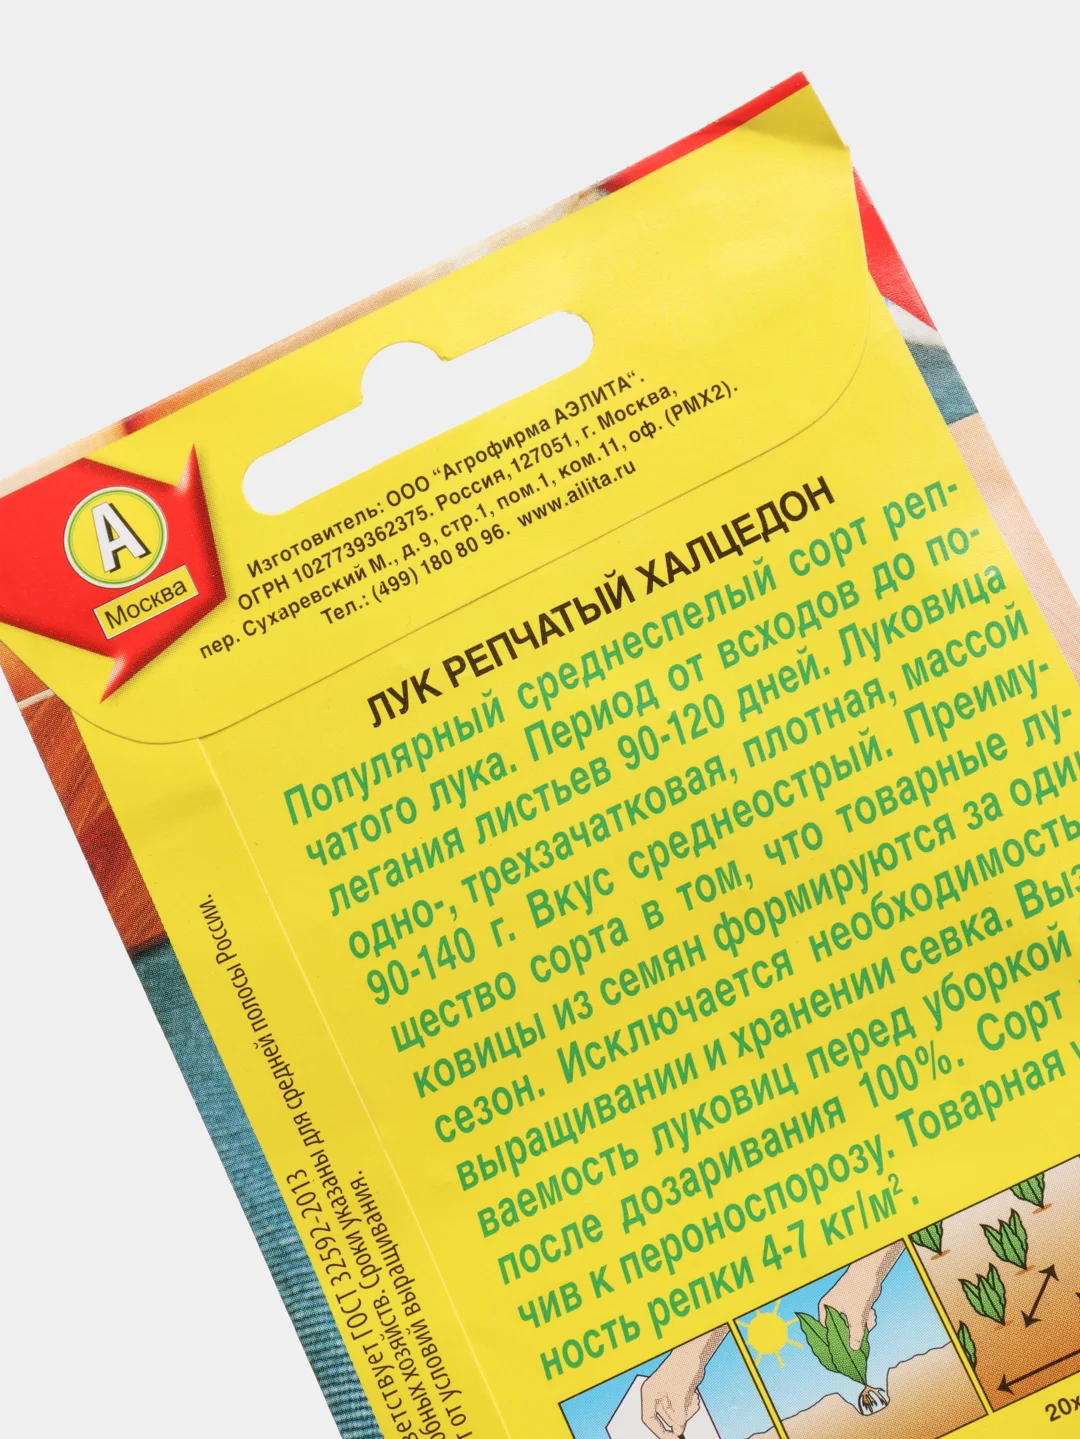 А
Москва
Изготовитель: ООО “Агрофирма АЭЛИТА“.
ОГРН 1027739362375. Россия,127051, г. Москва,
пер. Сухаревский М., д.9, стр.1, пом.1, ком.11, оф. (РМХ2).
Тел.: (499) 180 80 96. www.ailita.ru
ЛУК РЕПЧАТЫЙ ХАЛЦЕДОН
Популярный среднеспелый сорт реп-
чатого лука. Период от всходов до по-
легания листьев 90-120 дней. Луковица
одно-, трехзачатковая, плотная, массой
90-140 г. Вкус среднеострый. Преиму-
щество сорта в том, что товарные лу-
ковицы из семян формируются за один
сезон. Исключается необходимость
выращивании и хранении севка. Выз
ваемость луковиц перед уборкой
после дозаривания 100%. Сорт
чив к пероноспорозу. Товарная у
ность репки 4-7 кг/м².
20х
ветствует ГОСТ 32592-2013
бных хозяйств. Сроки указаны для средней полосы России.
т от условий выращивания.